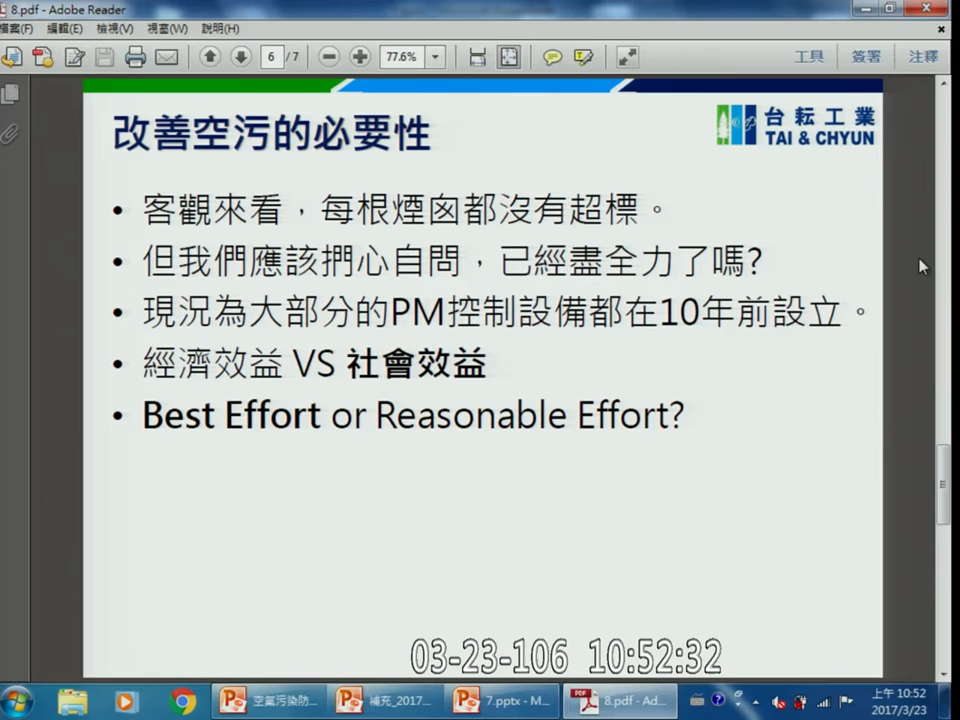 8.pdf - Adobe Reader
檔案(F) 編輯(E) 檢視(V) 視窗(W) 說明(H)
6 / 7 77.6% 工具 簽署 注釋
改善空污的必要性
台耘工業
TAI & CHYUN
• 客觀來看，每根煙囪都沒有超標。
• 但我們應該捫心自問，已經盡全力了嗎?
• 現況為大部分的PM控制設備都在10年前設立。
• 經濟效益 VS 社會效益
• Best Effort or Reasonable Effort?
03-23-106 10:52:32
空氣污染防... 補充_2017... 7.pptx - M... 8.pdf - Ad... 上午 10:52
2017/3/23